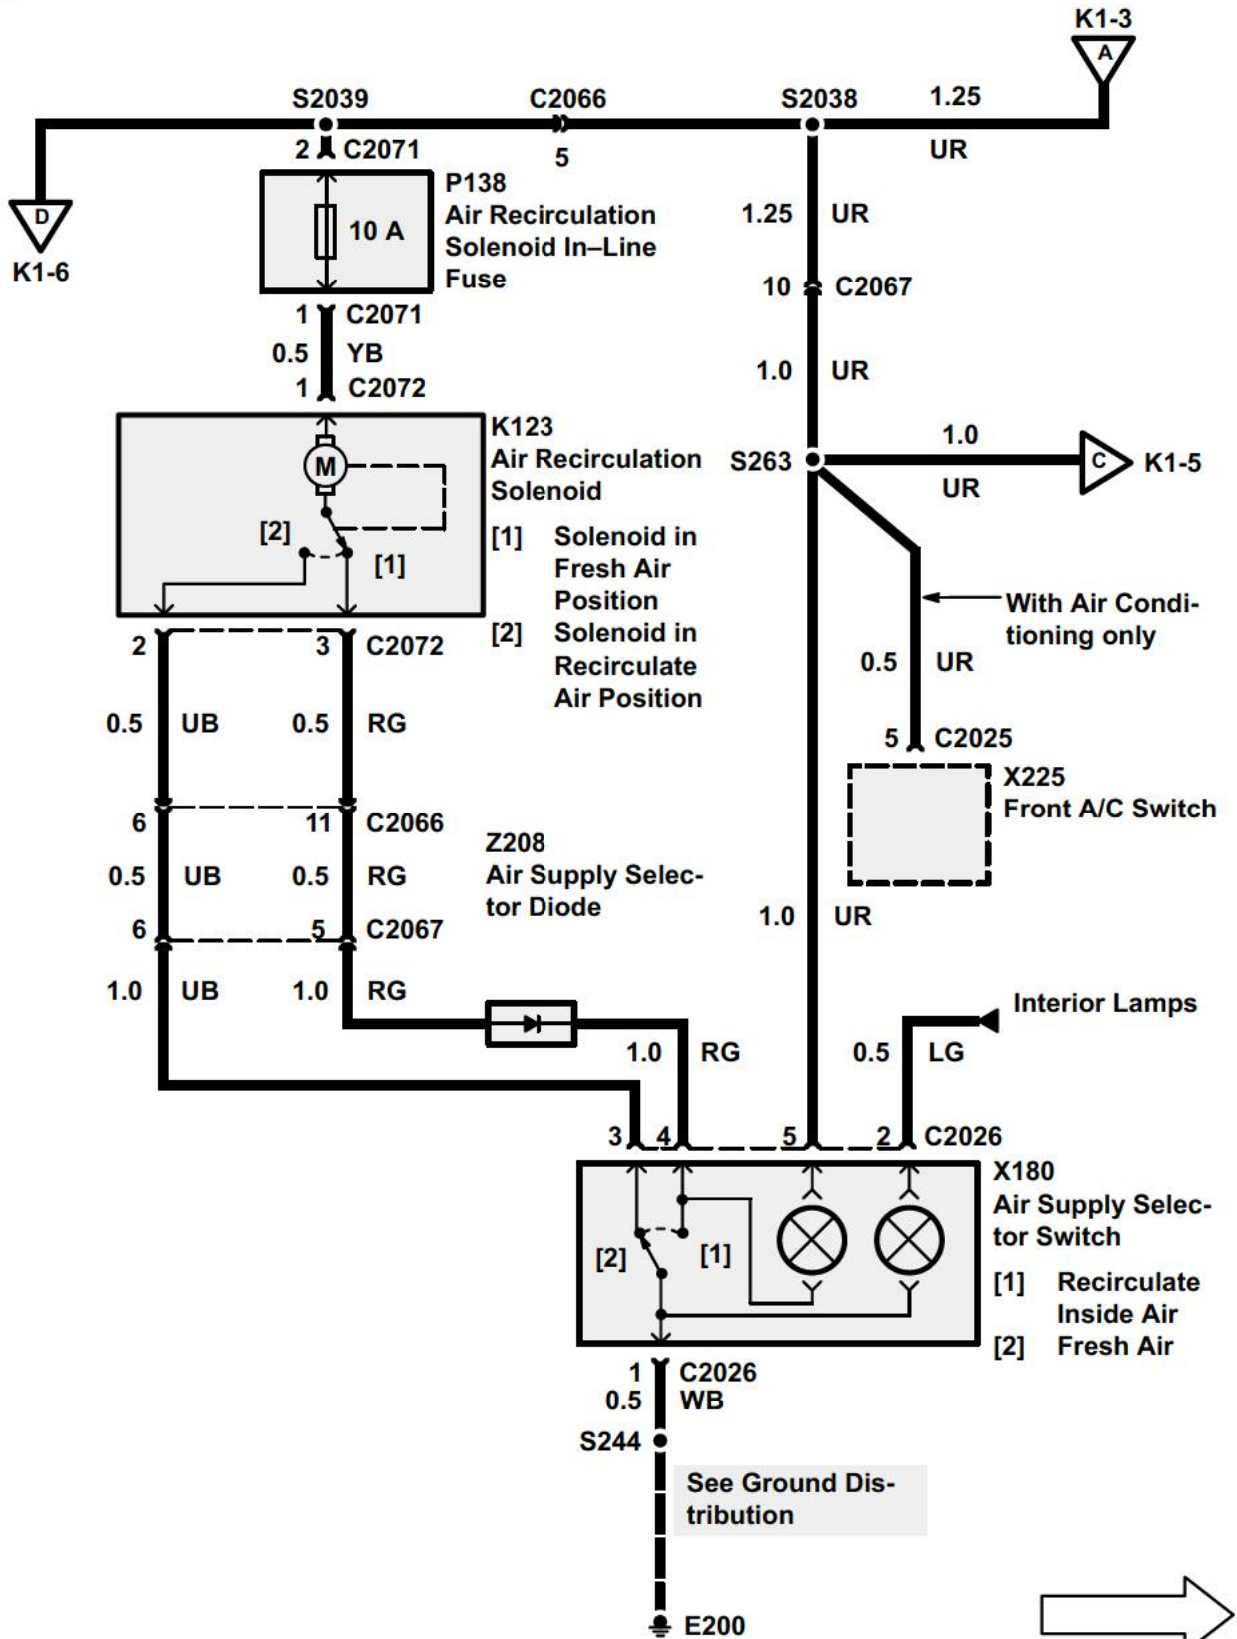 K1-3
A
S2039
C2066
S2038
1.25
2 C2071
5
UR
D
K1-6
P138
Air Recirculation
Solenoid In–Line
Fuse
10 A
1.25 UR
10 C2067
1 C2071
0.5 YB
1 C2072
1.0 UR
K123
Air Recirculation
Solenoid
M
[2]
[1]
[1] Solenoid in
Fresh Air
Position
[2] Solenoid in
Recirculate
Air Position
S263
1.0
UR
C
K1-5
With Air Condi-
tioning only
2 3 C2072
0.5 UR
0.5 UB 0.5 RG
5 C2025
X225
Front A/C Switch
6 11 C2066
Z208
Air Supply Selec-
tor Diode
0.5 UB 0.5 RG
6 5 C2067
1.0 UR
1.0 UB 1.0 RG
Interior Lamps
1.0 RG
0.5 LG
3 4 5 2 C2026
X180
Air Supply Selec-
tor Switch
[2] [1]
[1] Recirculate
Inside Air
[2] Fresh Air
1 C2026
0.5 WB
S244
See Ground Dis-
tribution
E200